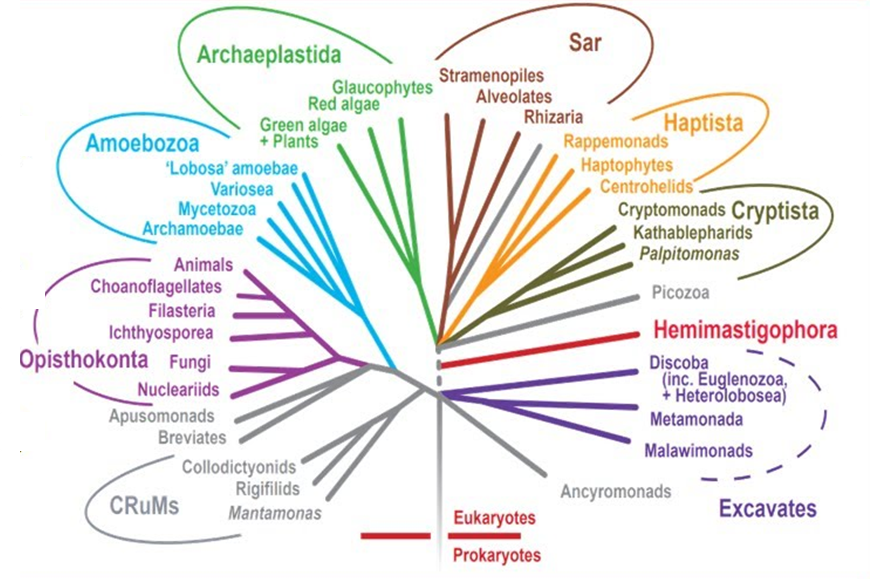 Archaeplastida
Glaucophytes
Red algae
Green algae
+ Plants
Sar
Stramenopiles
Alveolates
Rhizaria
Haptista
Rappemonads
Haptophytes
Centrohelids
Cryptista
Cryptomonads
Kathablepharids
Palpitomonas
Picozoa
Hemimastigophora
Discoba
(inc. Euglenozoa,
+ Heterolobosea)
Metamonada
Malawimonads
Excavates
Ancyromonads
Amoebozoa
‘Lobosa’ amoebae
Variosea
Mycetozoa
Archamoebae
Animals
Choanoflagellates
Filasteria
Ichthyosporea
Opisthokonta
Fungi
Nucleariids
Apusomonads
Breviates
CRuMs
Collodictyonids
Rigifilids
Mantamonas
Eukaryotes
Prokaryotes